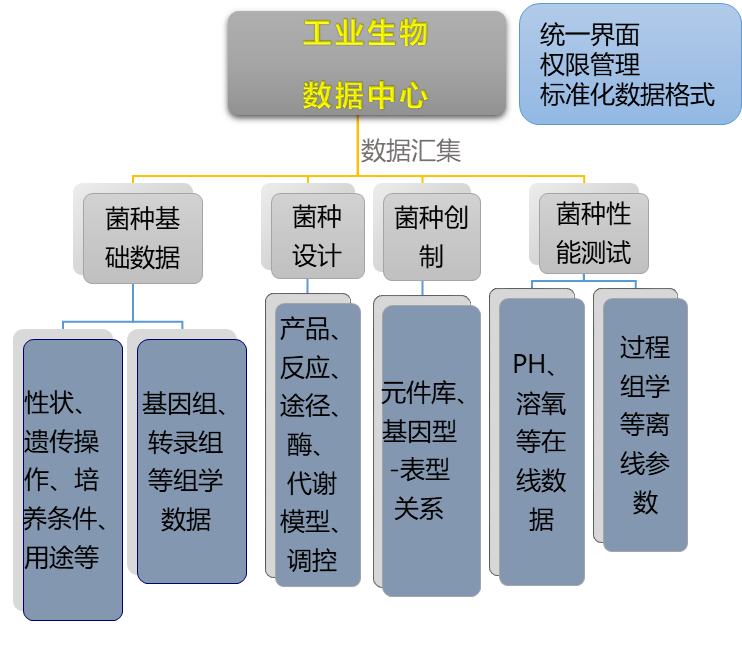 工业生物
数据中心
统一界面
权限管理
标准化数据格式
数据汇集
菌种基
础数据
菌种
设计
菌种创
制
菌种性
能测试
性状、
遗传操
作、培
养条件、
用途等
基因组、
转录组
等组学
数据
产品、
反应、
途径、
酶、
代谢
模型、
调控
元件库、
基因型
-表型
关系
PH、
溶氧
等在
线数
据
过程
组学
等离
线参
数